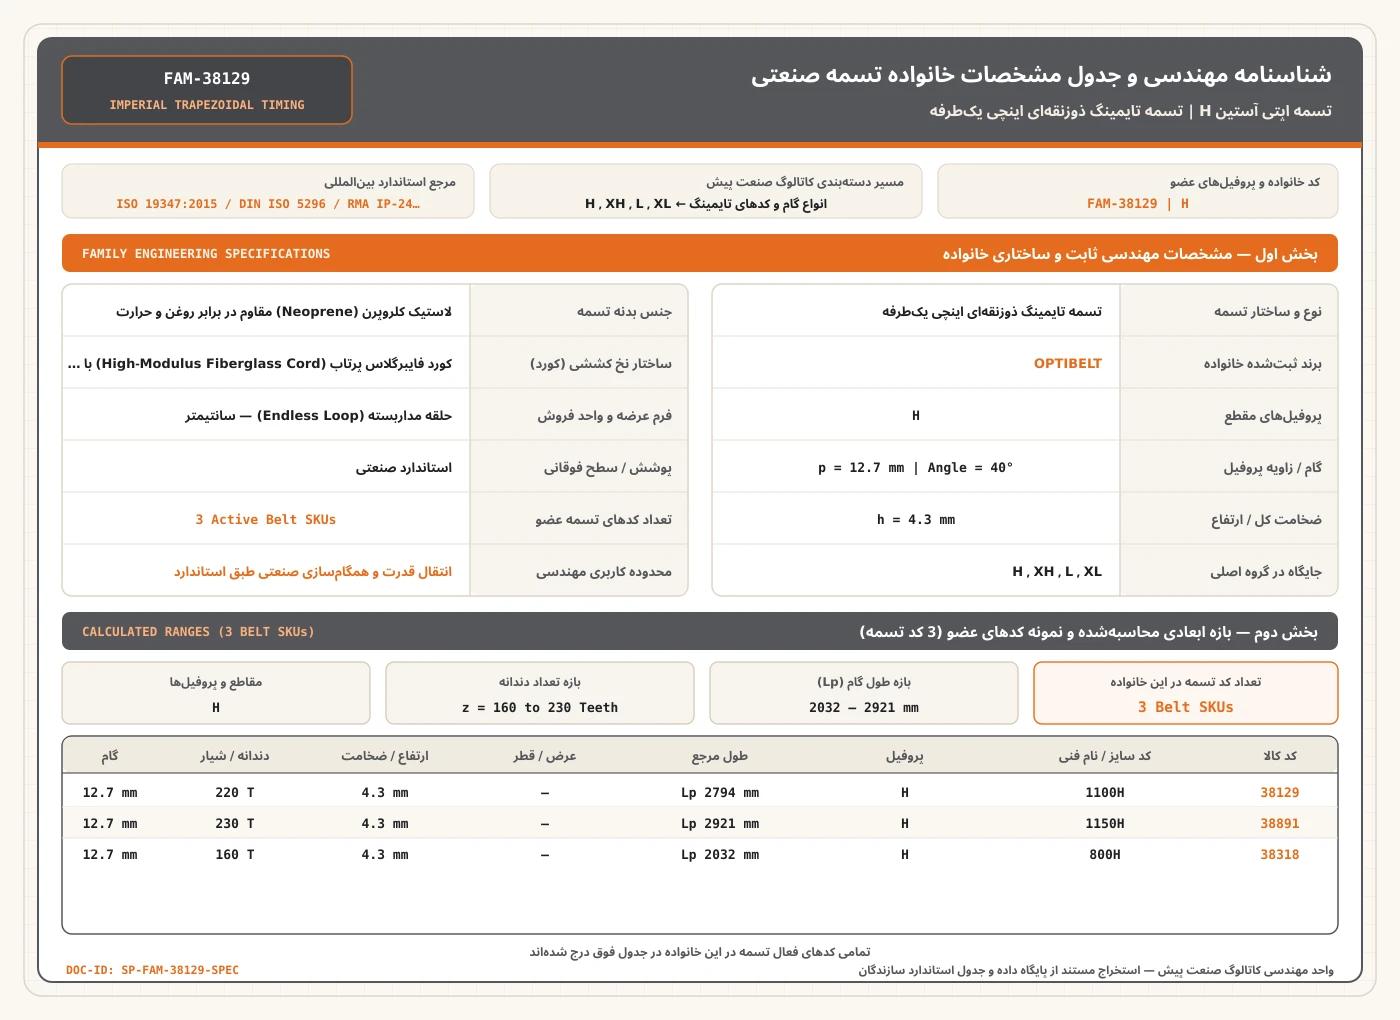 شناسنامه مهندسی و جدول مشخصات خانواده تسمه صنعتی
تسمه اپتی آستین H | تسمه تایمینگ ذوزنقه‌ای اینچی یک‌طرفه
FAM-38129
IMPERIAL TRAPEZOIDAL TIMING
کد خانواده و پروفیل‌های عضو
FAM-38129 | H
مسیر دسته‌بندی کاتالوگ صنعت پیش
انواع گام و کدهای تایمینگ ← H , XH , L , XL
مرجع استاندارد بین‌المللی
ISO 19347:2015 / DIN ISO 5296 / RMA IP-24…
بخش اول — مشخصات مهندسی ثابت و ساختاری خانواده
FAMILY ENGINEERING SPECIFICATIONS
نوع و ساختار تسمه
تسمه تایمینگ ذوزنقه‌ای اینچی یک‌طرفه
برند ثبت‌شده خانواده
OPTIBELT
پروفیل‌های مقطع
H
گام / زاویه پروفیل
p = 12.7 mm | Angle = 40°
ضخامت کل / ارتفاع
h = 4.3 mm
جایگاه در گروه اصلی
H , XH , L , XL
جنس بدنه تسمه
لاستیک کلروپرن (Neoprene) مقاوم در برابر روغن و حرارت
ساختار نخ کششی (کورد)
کورد فایبرگلاس پرتاب (High-Modulus Fiberglass Cord) با ...
فرم عرضه و واحد فروش
حلقه مداربسته (Endless Loop) — سانتیمتر
پوشش / سطح فوقانی
استاندارد صنعتی
تعداد کدهای تسمه عضو
3 Active Belt SKUs
محدوده کاربری مهندسی
انتقال قدرت و همگام‌سازی صنعتی طبق استاندارد
بخش دوم — بازه ابعادی محاسبه‌شده و نمونه کدهای عضو (3 کد تسمه)
CALCULATED RANGES (3 BELT SKUs)
تعداد کد تسمه در این خانواده
3 Belt SKUs
بازه طول گام (Lp)
2032 – 2921 mm
بازه تعداد دندانه
z = 160 to 230 Teeth
مقاطع و پروفیل‌ها
H
کد کالا	کد سایز / نام فنی	پروفیل	طول مرجع	عرض / قطر	ارتفاع / ضخامت	دندانه / شیار	گام
38129	1100H	H	Lp 2794 mm	—	4.3 mm	220 T	12.7 mm
38891	1150H	H	Lp 2921 mm	—	4.3 mm	230 T	12.7 mm
38318	800H	H	Lp 2032 mm	—	4.3 mm	160 T	12.7 mm
تمامی کدهای فعال تسمه در این خانواده در جدول فوق درج شده‌اند
واحد مهندسی کاتالوگ صنعت پیش — استخراج مستند از پایگاه داده و جدول استاندارد سازندگان
DOC-ID: SP-FAM-38129-SPEC